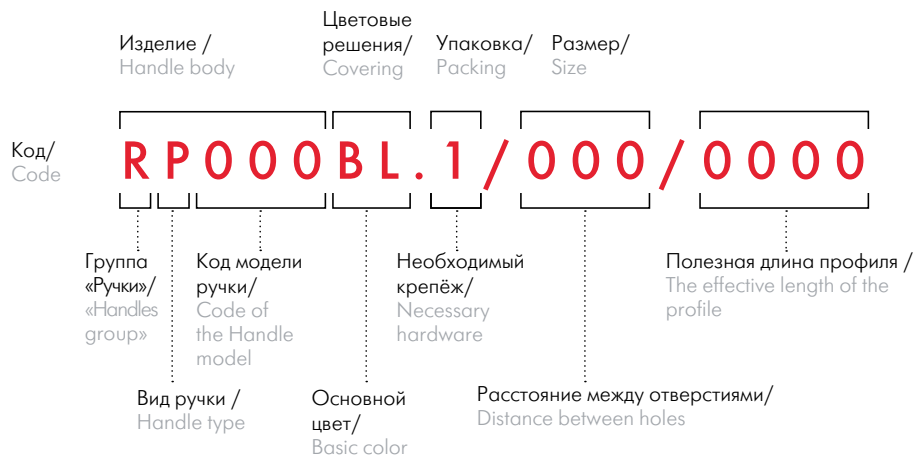 Изделие /
Handle body
Цветовые
решения/
Covering
Упаковка/
Packing
Размер/
Size
Код/
Code
RP000BL.1/000/0000
Группа
«Ручки»/
«Handles
group»
Код модели
ручки/
Code of
the Handle
model
Необходимый
крепёж/
Necessary
hardware
Полезная длина профиля /
The effective length of the
profile
Вид ручки /
Handle type
Основной
цвет/
Basic color
Расстояние между отверстиями/
Distance between holes